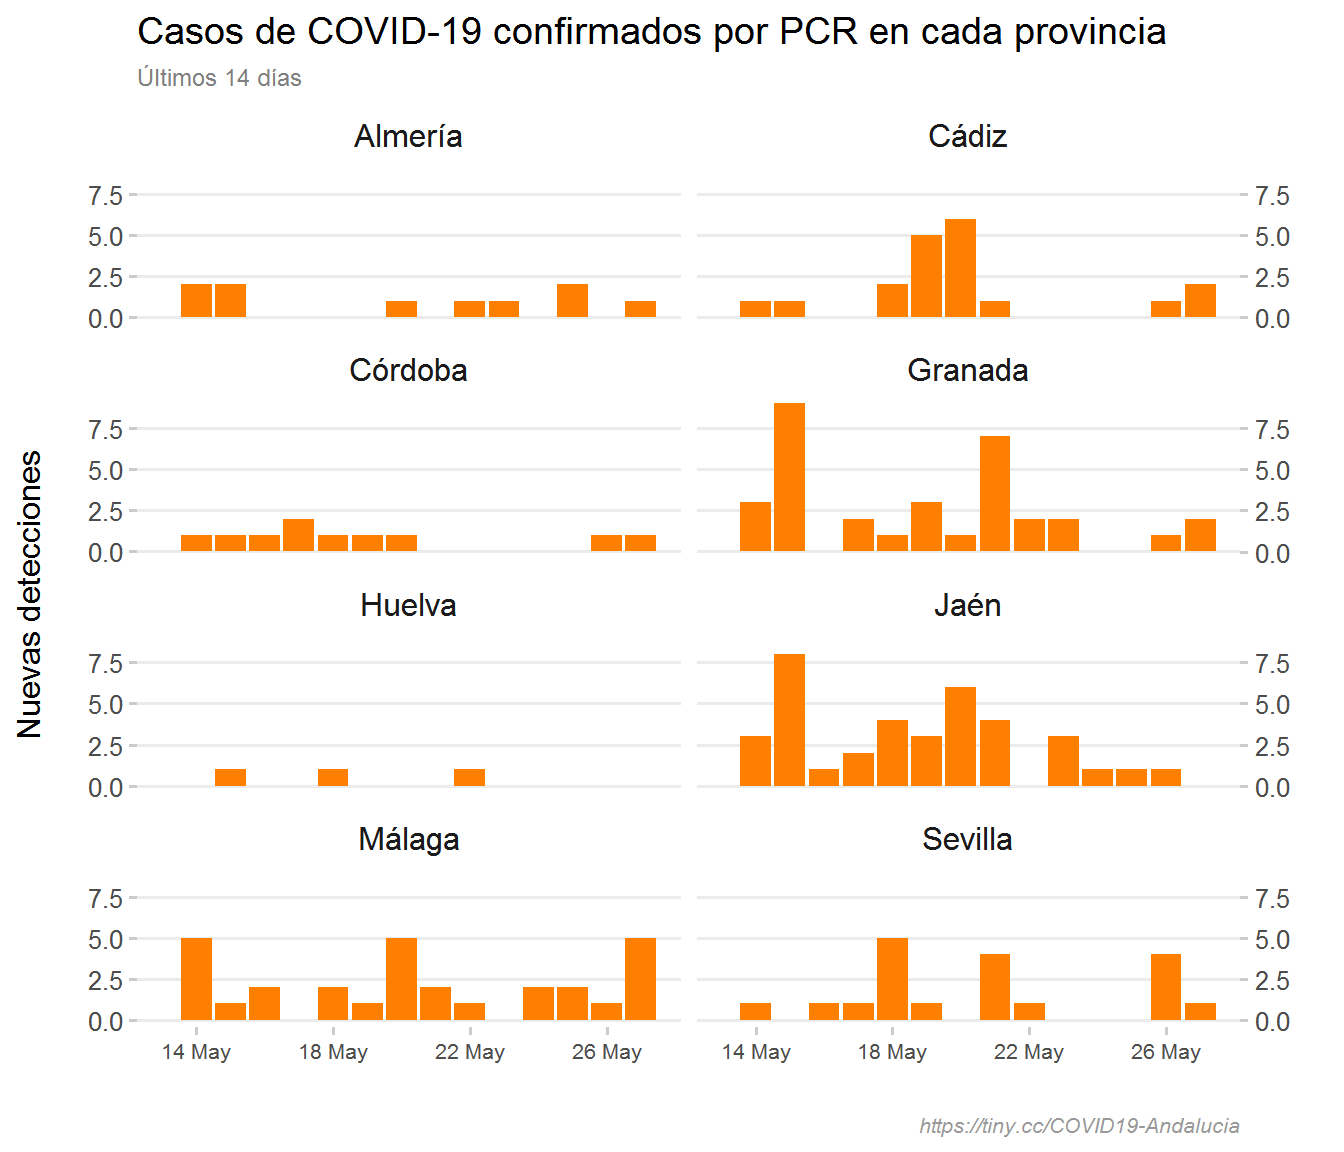 Casos de COVID-19 confirmados por PCR en cada provincia
Últimos 14 días
Almería
Cádiz
7.5
5.0
2.5
0.0
7.5
5.0
2.5
0.0
Córdoba
Granada
7.5
5.0
2.5
0.0
7.5
5.0
2.5
0.0
Nuevas detecciones
Huelva
Jaén
7.5
5.0
2.5
0.0
7.5
5.0
2.5
0.0
Málaga
Sevilla
7.5
5.0
2.5
0.0
7.5
5.0
2.5
0.0
14 May 18 May 22 May 26 May
14 May 18 May 22 May 26 May
https://tiny.cc/COVID19-Andalucia